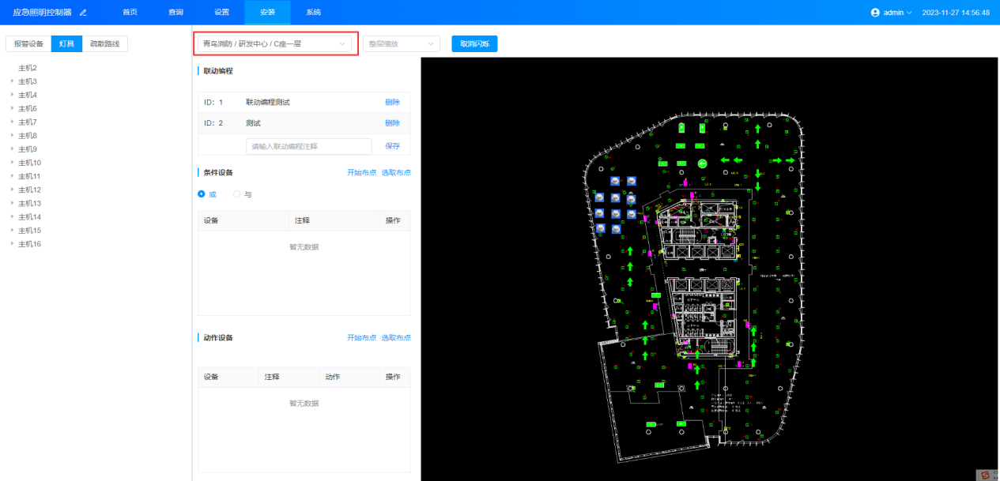 应急照明控制器 首页 查询 设置 安装 系统 admin 2023-11-27 14:56:48
报警设备 灯具 疏散路线
青鸟消防 / 研发中心 / C座一层 整层缩放 取消闪烁
主机2
主机3
主机4
主机6
主机7
主机8
主机9
主机10
主机11
主机12
主机13
主机14
主机15
主机16
联动编程
ID: 1 联动编程测试 删除
ID: 2 测试 删除
请输入联动编程注释 保存
条件设备 开始布点 选取布点
或 与
设备 注释 操作
暂无数据
动作设备 开始布点 选取布点
设备 注释 动作 操作
暂无数据